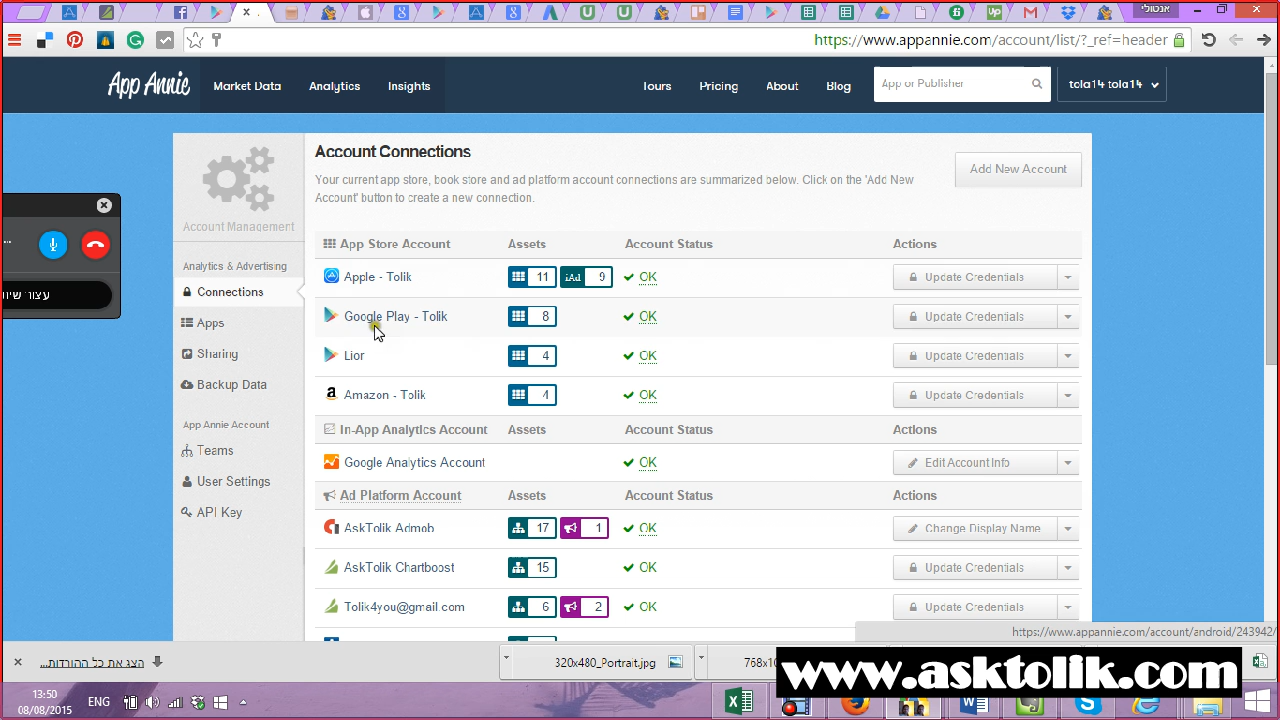 אנטולי
https://www.appannie.com/account/list/?_ref=header
App Annie
Market Data
Analytics
Insights
Tours
Pricing
About
Blog
App or Publisher
tola14 tola14
Account Management
Analytics & Advertising
Connections
Apps
Sharing
Backup Data
App Annie Account
Teams
User Settings
API Key
Account Connections
Your current app store, book store and ad platform account connections are summarized below. Click on the 'Add New
Account' button to create a new connection.
Add New Account
App Store Account Assets Account Status Actions
Apple - Tolik 11 iAd 9 OK Update Credentials
Google Play - Tolik 8 OK Update Credentials
Lior 4 OK Update Credentials
Amazon - Tolik 4 OK Update Credentials
In-App Analytics Account Assets Account Status Actions
Google Analytics Account OK Edit Account Info
Ad Platform Account Assets Account Status Actions
AskTolik Admob 17 1 OK Change Display Name
AskTolik Chartboost 15 OK Update Credentials
Tolik4you@gmail.com 6 2 OK Update Credentials
עצור שיתו
https://www.appannie.com/account/android/243942/
הצג את כל ההורדות...
320x480_Portrait.jpg
www.asktolik.com
13:50
08/08/2015
ENG